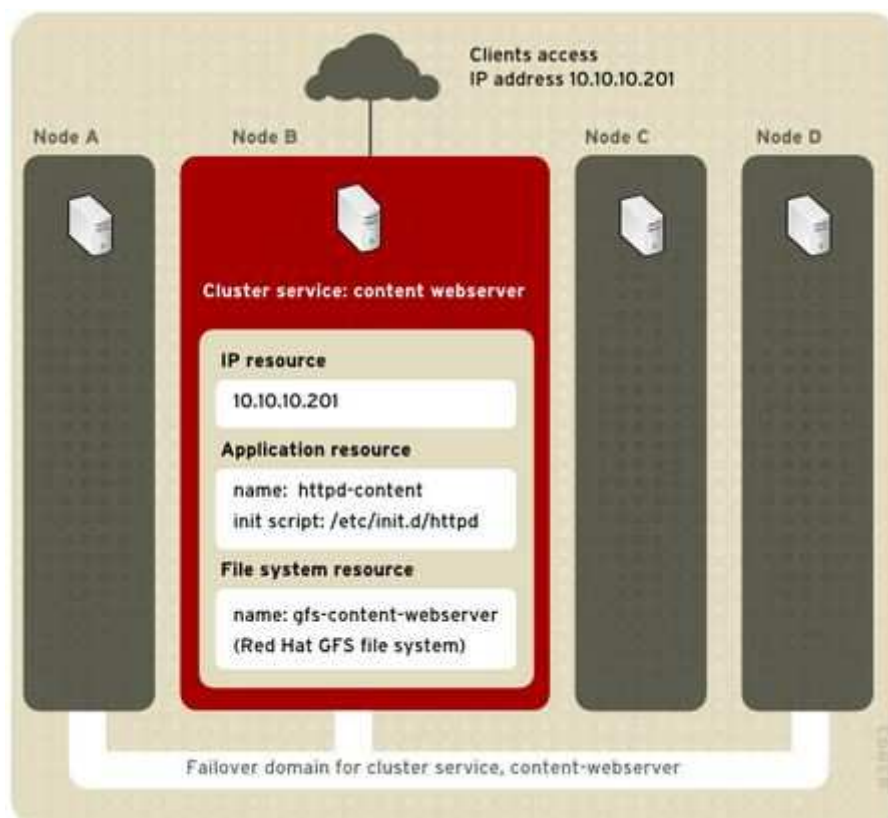 Clients access
IP address 10.10.10.201
Node A
Node B
Node C
Node D
Cluster service: content webserver
IP resource
10.10.10.201
Application resource
name: httpd-content
init script: /etc/init.d/httpd
File system resource
name: gfs-content-webserver
(Red Hat GFS file system)
Failover domain for cluster service, content-webserver